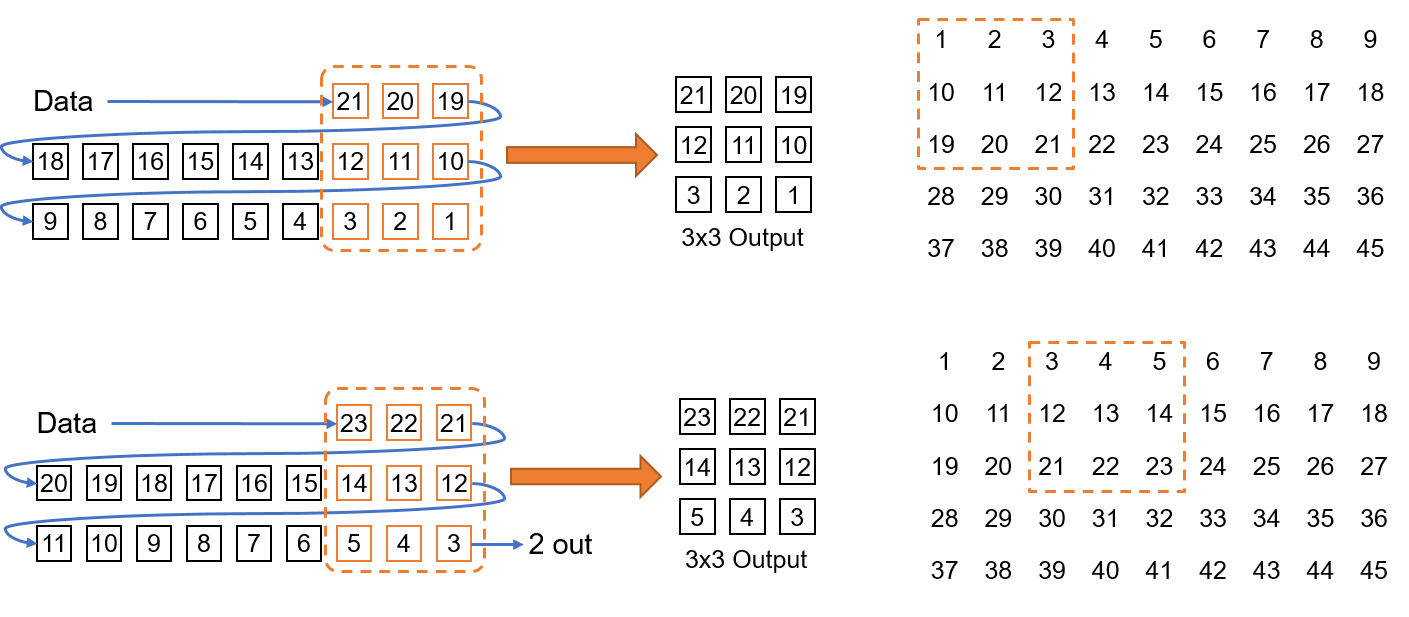 Data 21 20 19
18 17 16 15 14 13 12 11 10
9 8 7 6 5 4 3 2 1
21 20 19
12 11 10
3 2 1
3x3 Output
1 2 3 4 5 6 7 8 9
10 11 12 13 14 15 16 17 18
19 20 21 22 23 24 25 26 27
28 29 30 31 32 33 34 35 36
37 38 39 40 41 42 43 44 45
Data 23 22 21
20 19 18 17 16 15 14 13 12
11 10 9 8 7 6 5 4 3 2 out
23 22 21
14 13 12
5 4 3
3x3 Output
1 2 3 4 5 6 7 8 9
10 11 12 13 14 15 16 17 18
19 20 21 22 23 24 25 26 27
28 29 30 31 32 33 34 35 36
37 38 39 40 41 42 43 44 45